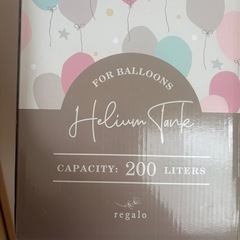 FOR BALLOONS
Helium Tank
CAPACITY: 200 LITERS
regalo